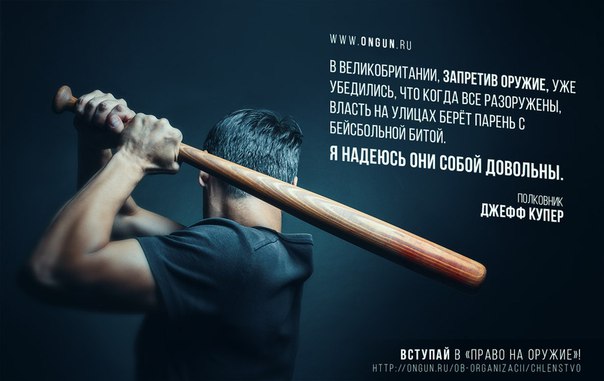 WWW.ONGUN.RU
В ВЕЛИКОБРИТАНИИ, ЗАПРЕТИВ ОРУЖИЕ, УЖЕ
УБЕДИЛИСЬ, ЧТО КОГДА ВСЕ РАЗОРУЖЕНЫ,
ВЛАСТЬ НА УЛИЦАХ БЕРЁТ ПАРЕНЬ С
БЕЙСБОЛЬНОЙ БИТОЙ.
Я НАДЕЮСЬ ОНИ СОБОЙ ДОВОЛЬНЫ.
ПОЛКОВНИК
ДЖЕФФ КУПЕР
ВСТУПАЙ В «ПРАВО НА ОРУЖИЕ»!
HTTP://ONGUN.RU/OB-ORGANIZACII/CHLENSTVO